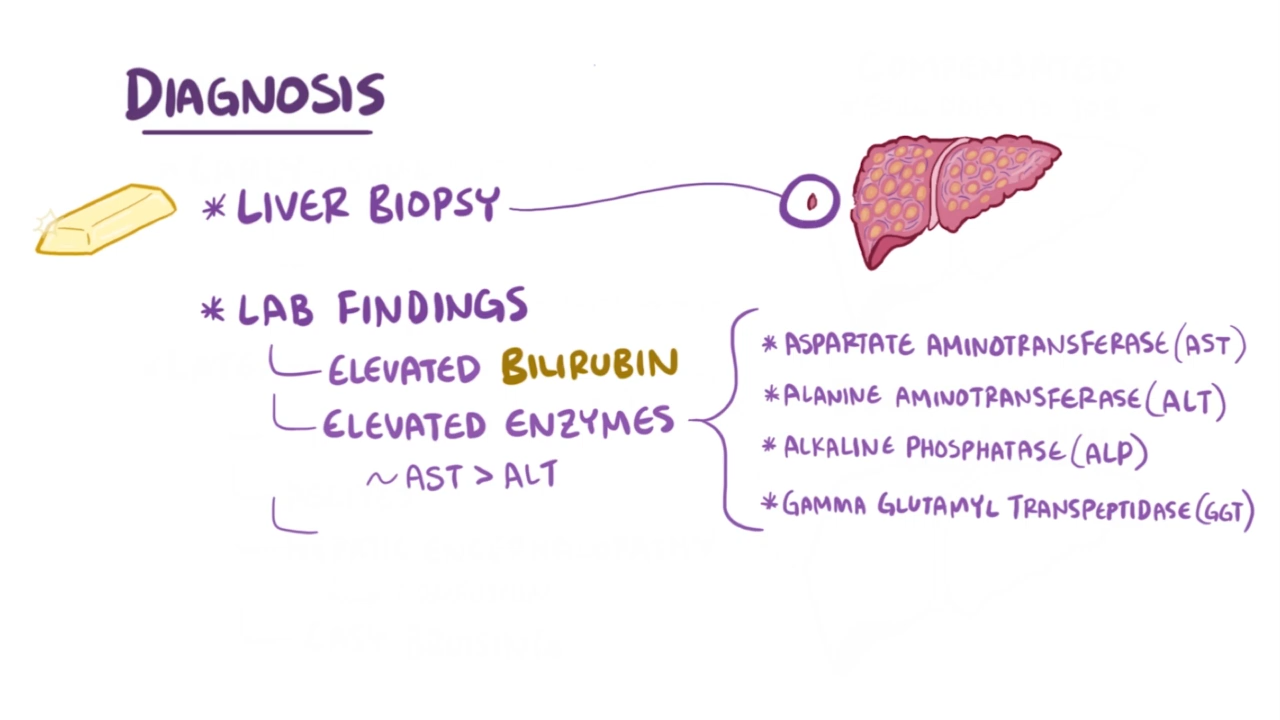 DIAGNOSIS
* LIVER BIOPSY
* LAB FINDINGS
ELEVATED BILIRUBIN
ELEVATED ENZYMES
~ AST > ALT
* ASPARTATE AMINOTRANSFERASE (AST)
* ALANINE AMINOTRANSFERASE (ALT)
* ALKALINE PHOSPHATASE (ALP)
* GAMMA GLUTAMYL TRANSPEPTIDASE (GGT)